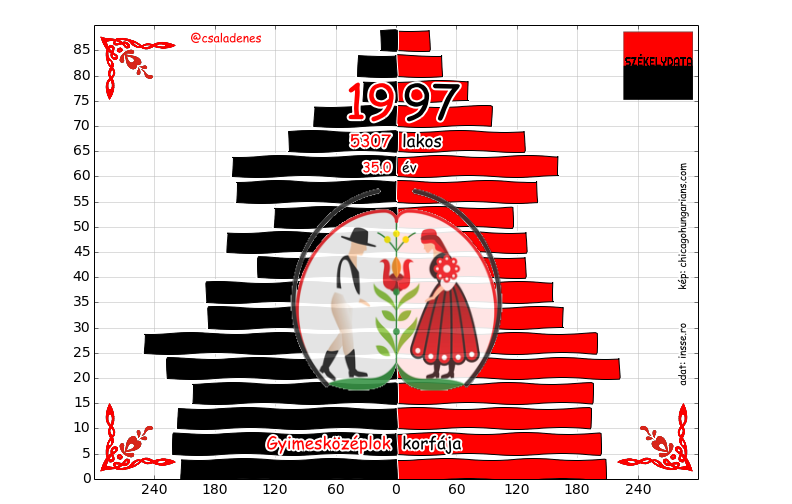 @csaladenes
SZÉKELYDATA
1997
5307 lakos
35.0 év
kép: chicagohungarians.com
adat: insse.ro
Gyimesközéplok korfája
85
80
75
70
65
60
55
50
45
40
35
30
25
20
15
10
5
0
240 180 120 60 0 60 120 180 240